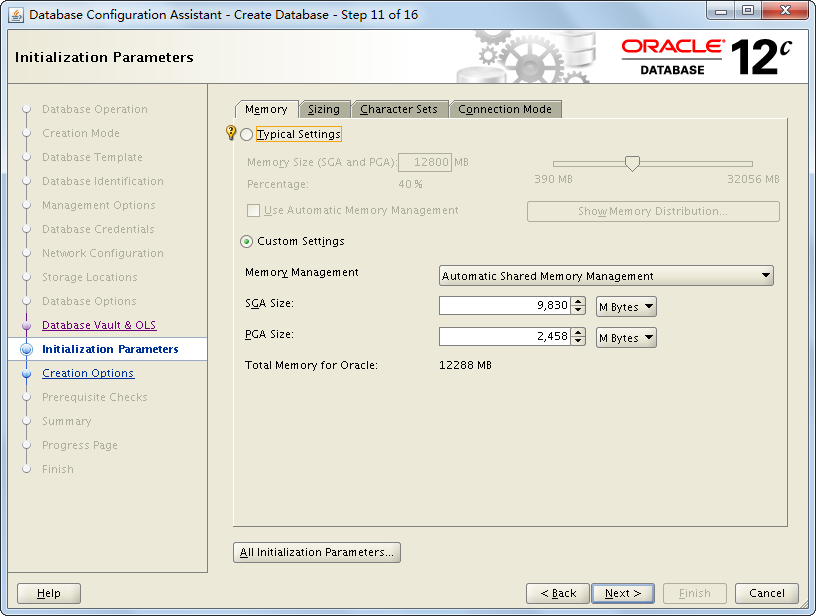 Database Configuration Assistant - Create Database - Step 11 of 16
Initialization Parameters
ORACLE®
DATABASE
12c
Database Operation
Creation Mode
Database Template
Database Identification
Management Options
Database Credentials
Network Configuration
Storage Locations
Database Options
Database Vault & OLS
Initialization Parameters
Creation Options
Prerequisite Checks
Summary
Progress Page
Finish
Memory Sizing Character Sets Connection Mode
Typical Settings
Memory Size (SGA and PGA): 12800 MB
390 MB 32056 MB
Percentage: 40 %
Use Automatic Memory Management
Show Memory Distribution...
Custom Settings
Memory Management Automatic Shared Memory Management
SGA Size: 9,830 M Bytes
PGA Size: 2,458 M Bytes
Total Memory for Oracle: 12288 MB
All Initialization Parameters...
Help < Back Next > Finish Cancel